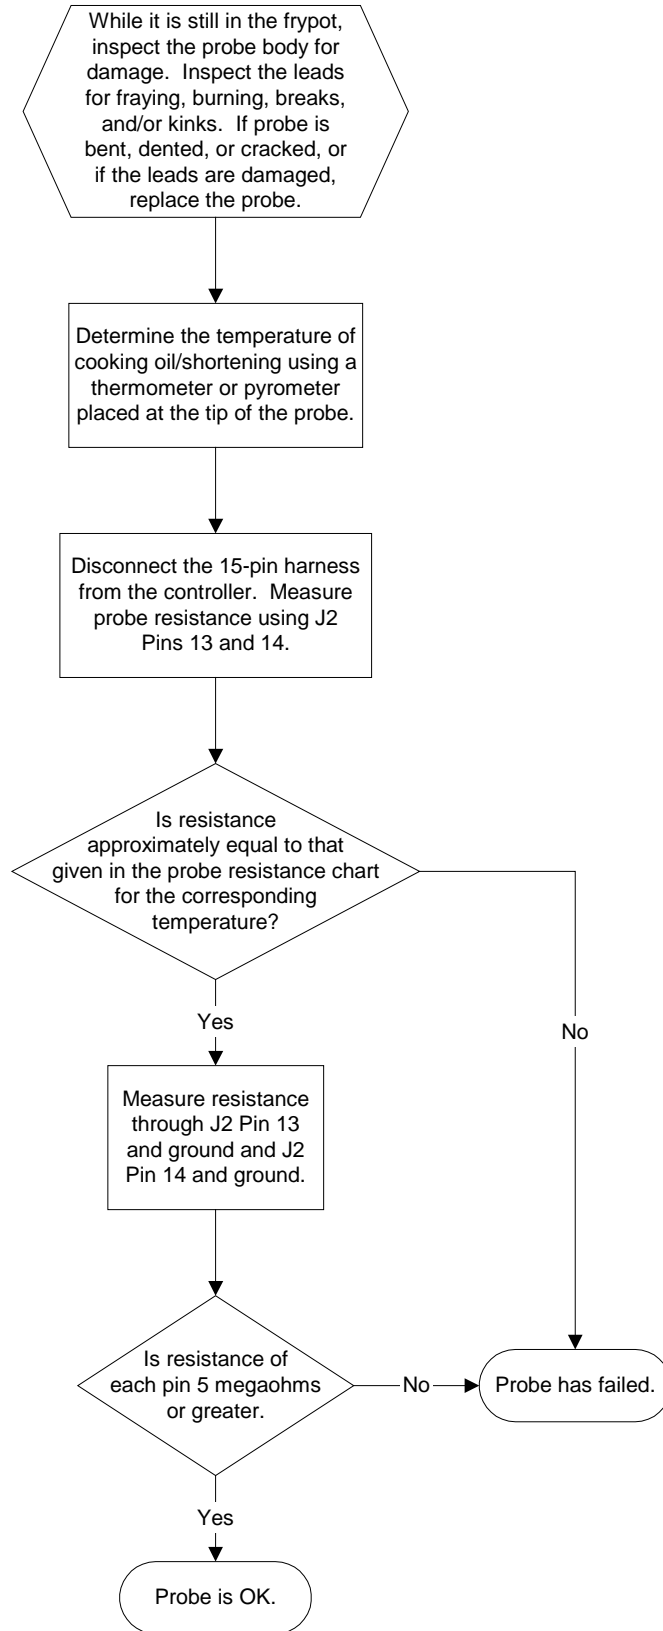 While it is still in the frypot,
inspect the probe body for
damage.  Inspect the leads
for fraying, burning, breaks,
and/or kinks.  If probe is
bent, dented, or cracked, or
if the leads are damaged,
replace the probe.
Determine the temperature of
cooking oil/shortening using a
thermometer or pyrometer
placed at the tip of the probe.
Disconnect the 15-pin harness
from the controller.  Measure
probe resistance using J2
Pins 13 and 14.
Is resistance
approximately equal to that
given in the probe resistance chart
for the corresponding
temperature?
Yes
No
Measure resistance
through J2 Pin 13
and ground and J2
Pin 14 and ground.
Is resistance of
each pin 5 megaohms
or greater.
No
Probe has failed.
Yes
Probe is OK.